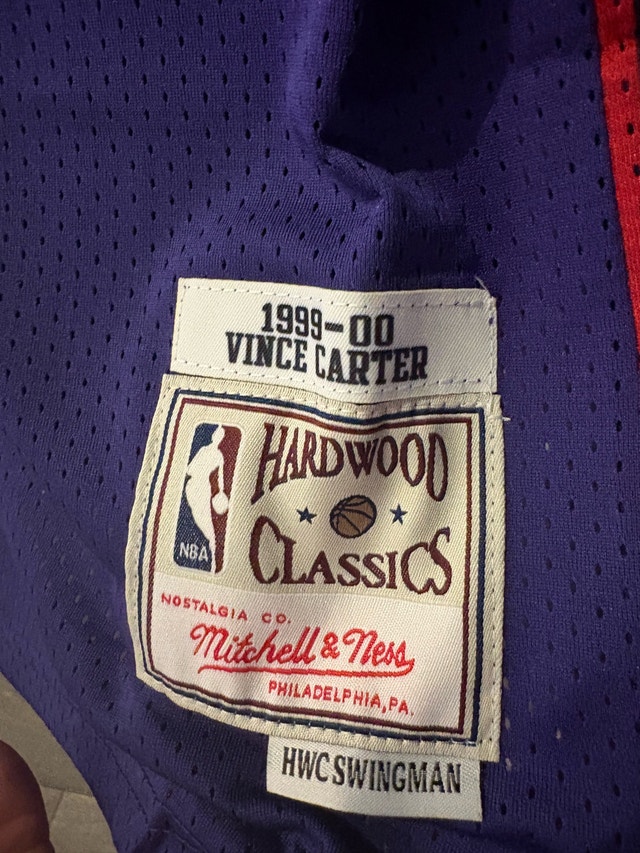 1999-00
VINCE CARTER
HARDWOOD
CLASSICS
NBA
NOSTALGIA CO.
Mitchell & Ness
PHILADELPHIA, PA.
HWC SWINGMAN